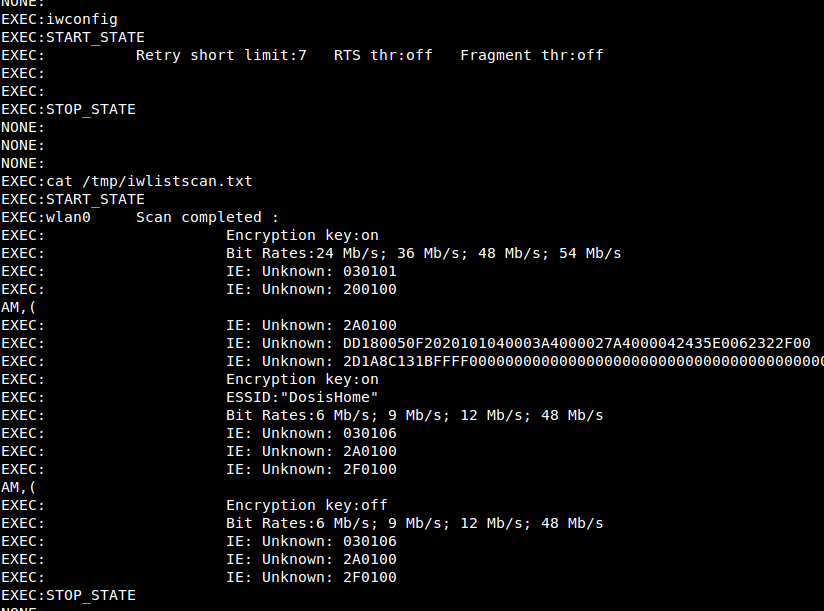 NONE:
EXEC:iwconfig
EXEC:START_STATE
EXEC:          Retry short limit:7   RTS thr:off   Fragment thr:off
EXEC:
EXEC:
EXEC:STOP_STATE
NONE:
NONE:
NONE:
EXEC:cat /tmp/iwlistscan.txt
EXEC:START_STATE
EXEC:wlan0     Scan completed :
EXEC:                    Encryption key:on
EXEC:                    Bit Rates:24 Mb/s; 36 Mb/s; 48 Mb/s; 54 Mb/s
EXEC:                    IE: Unknown: 030101
EXEC:                    IE: Unknown: 200100
AM,(
EXEC:                    IE: Unknown: 2A0100
EXEC:                    IE: Unknown: DD180050F2020101040003A4000027A4000042435E0062322F00
EXEC:                    IE: Unknown: 2D1A8C131BFFFF0000000000000000000000000000000000000000
EXEC:                    Encryption key:on
EXEC:                    ESSID:"DosisHome"
EXEC:                    Bit Rates:6 Mb/s; 9 Mb/s; 12 Mb/s; 48 Mb/s
EXEC:                    IE: Unknown: 030106
EXEC:                    IE: Unknown: 2A0100
EXEC:                    IE: Unknown: 2F0100
AM,(
EXEC:                    Encryption key:off
EXEC:                    Bit Rates:6 Mb/s; 9 Mb/s; 12 Mb/s; 48 Mb/s
EXEC:                    IE: Unknown: 030106
EXEC:                    IE: Unknown: 2A0100
EXEC:                    IE: Unknown: 2F0100
EXEC:STOP_STATE
NONE: